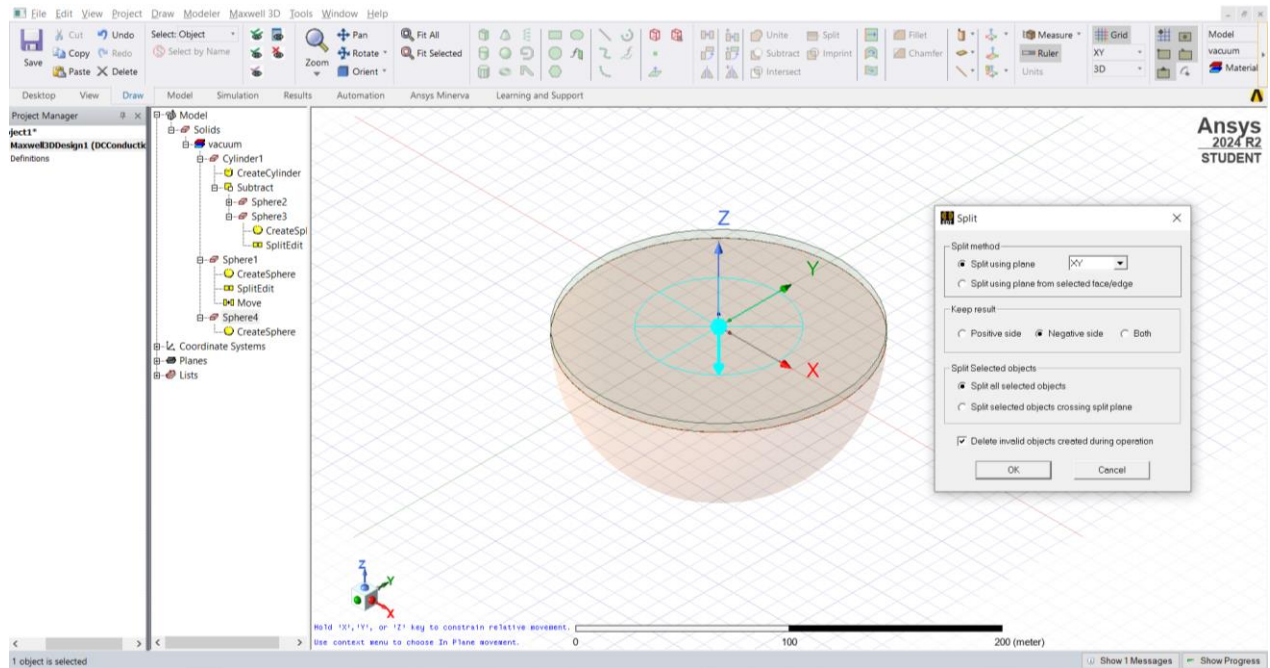 File Edit View Project Draw Modeler Maxwell 3D Tools Window Help
Save
Cut
Copy
Paste
Undo
Redo
Delete
Select: Object
Select by Name
Zoom
Pan
Rotate
Orient
Fit All
Fit Selected
Unite
Subtract
Intersect
Split
Imprint
Fillet
Chamfer
Measure
Ruler
Units
Grid
XY
3D
Model
vacuum
Material
Desktop View Draw Model Simulation Results Automation Ansys Minerva Learning and Support
Project Manager
ject1*
Maxwell3DDesign1 (DCConductic
Definitions
Model
Solids
vacuum
Cylinder1
CreateCylinder
Subtract
Sphere2
Sphere3
CreateSpl
SplitEdit
Sphere1
CreateSphere
SplitEdit
Move
Sphere4
CreateSphere
Coordinate Systems
Planes
Lists
Ansys
2024 R2
STUDENT
Z
Y
X
Split
Split method
Split using plane XY
Split using plane from selected face/edge
Keep result
Positive side Negative side Both
Split Selected objects
Split all selected objects
Split selected objects crossing split plane
Delete invalid objects created during operation
OK Cancel
Z
Y
X
Hold 'X','Y', or 'Z' key to constrain relative movement.
Use context menu to choose In Plane movement.
0 100 200 (meter)
1 object is selected
Show 1 Messages Show Progress